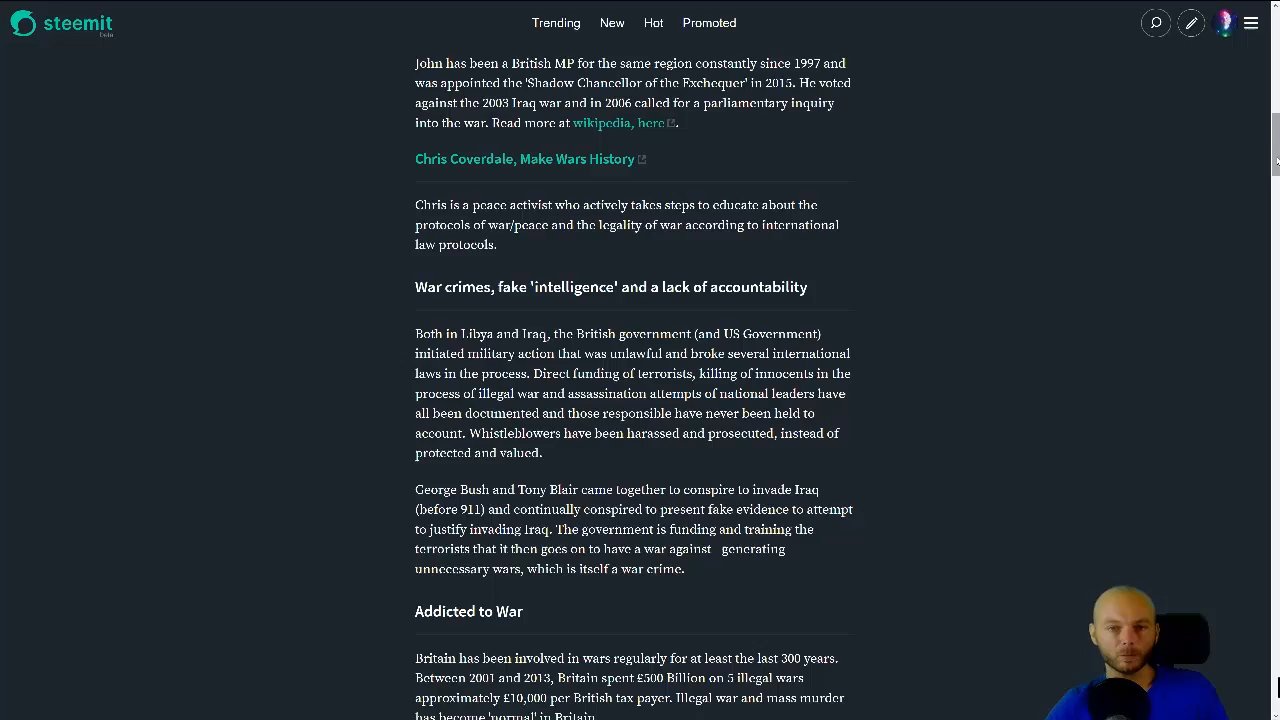 steemit
Beta
Trending New Hot Promoted
John has been a British MP for the same region constantly since 1997 and
was appointed the 'Shadow Chancellor of the Exchequer' in 2015. He voted
against the 2003 Iraq war and in 2006 called for a parliamentary inquiry
into the war. Read more at wikipedia, here.
Chris Coverdale, Make Wars History
Chris is a peace activist who actively takes steps to educate about the
protocols of war/peace and the legality of war according to international
law protocols.
War crimes, fake 'intelligence' and a lack of accountability
Both in Libya and Iraq, the British government (and US Government)
initiated military action that was unlawful and broke several international
laws in the process. Direct funding of terrorists, killing of innocents in the
process of illegal war and assassination attempts of national leaders have
all been documented and those responsible have never been held to
account. Whistleblowers have been harassed and prosecuted, instead of
protected and valued.
George Bush and Tony Blair came together to conspire to invade Iraq
(before 911) and continually conspired to present fake evidence to attempt
to justify invading Iraq. The government is funding and training the
terrorists that it then goes on to have a war against generating
unnecessary wars, which is itself a war crime.
Addicted to War
Britain has been involved in wars regularly for at least the last 300 years.
Between 2001 and 2013, Britain spent £500 Billion on 5 illegal wars
approximately £10,000 per British tax payer. Illegal war and mass murder
has become 'normal' in Britain.